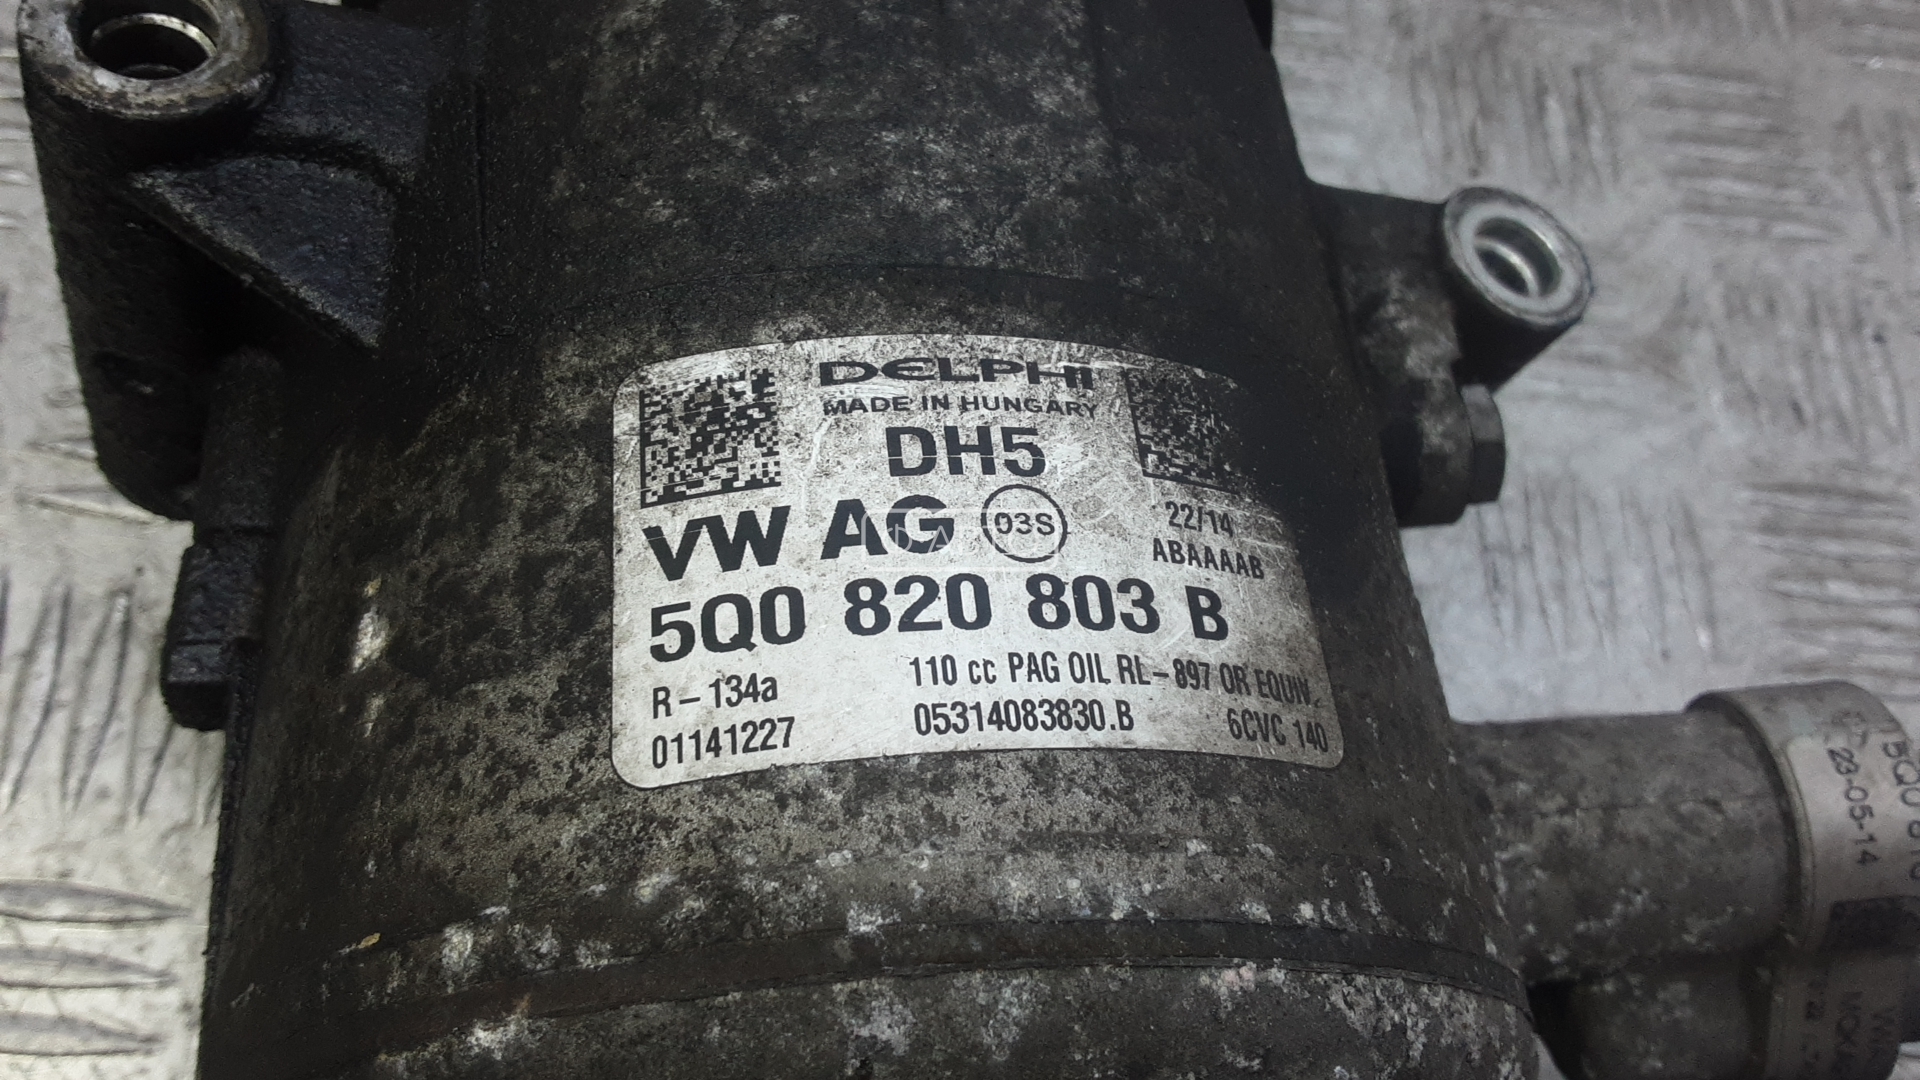 DELPHI
MADE IN HUNGARY
DH5
VW AG 03S
22/14
ABAAAAB
5Q0 820 803 B
R-134a
110 cc PAG OIL RL-897 OR EQUIV.
01141227
05314083830.B
6CVC 140
23-05-14